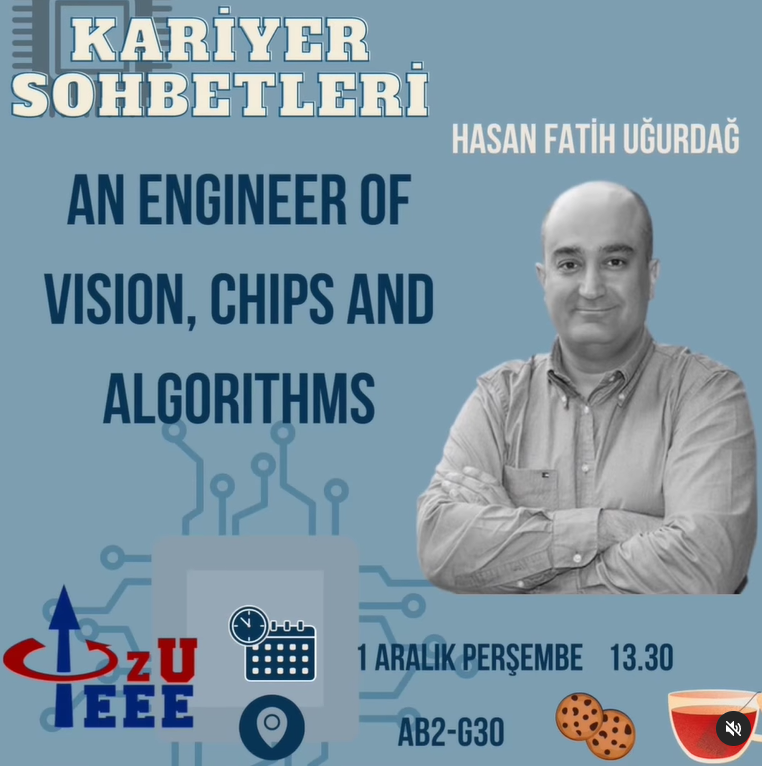 KARİYER
SOHBETLERİ
HASAN FATİH UĞURDAĞ
AN ENGINEER OF
VISION, CHIPS AND
ALGORITHMS
OzU
IEEE
1 ARALIK PERŞEMBE 13.30
AB2-G30